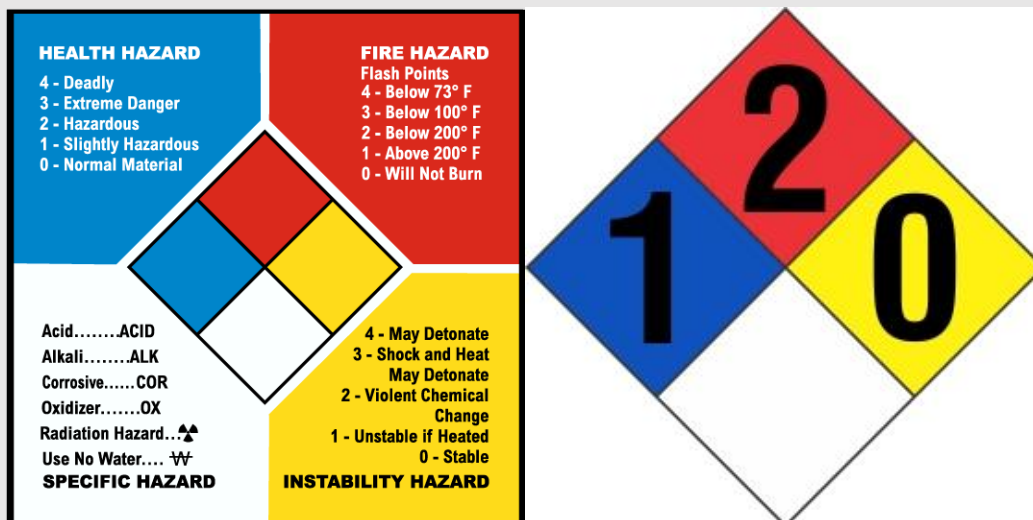 HEALTH HAZARD
4 - Deadly
3 - Extreme Danger
2 - Hazardous
1 - Slightly Hazardous
0 - Normal Material
FIRE HAZARD
Flash Points
4 - Below 73° F
3 - Below 100° F
2 - Below 200° F
1 - Above 200° F
0 - Will Not Burn
Acid........ACID
Alkali........ALK
Corrosive......COR
Oxidizer.......OX
Radiation Hazard...☢
Use No Water.... W̶
SPECIFIC HAZARD
4 - May Detonate
3 - Shock and Heat
May Detonate
2 - Violent Chemical
Change
1 - Unstable if Heated
0 - Stable
INSTABILITY HAZARD
2
1
0